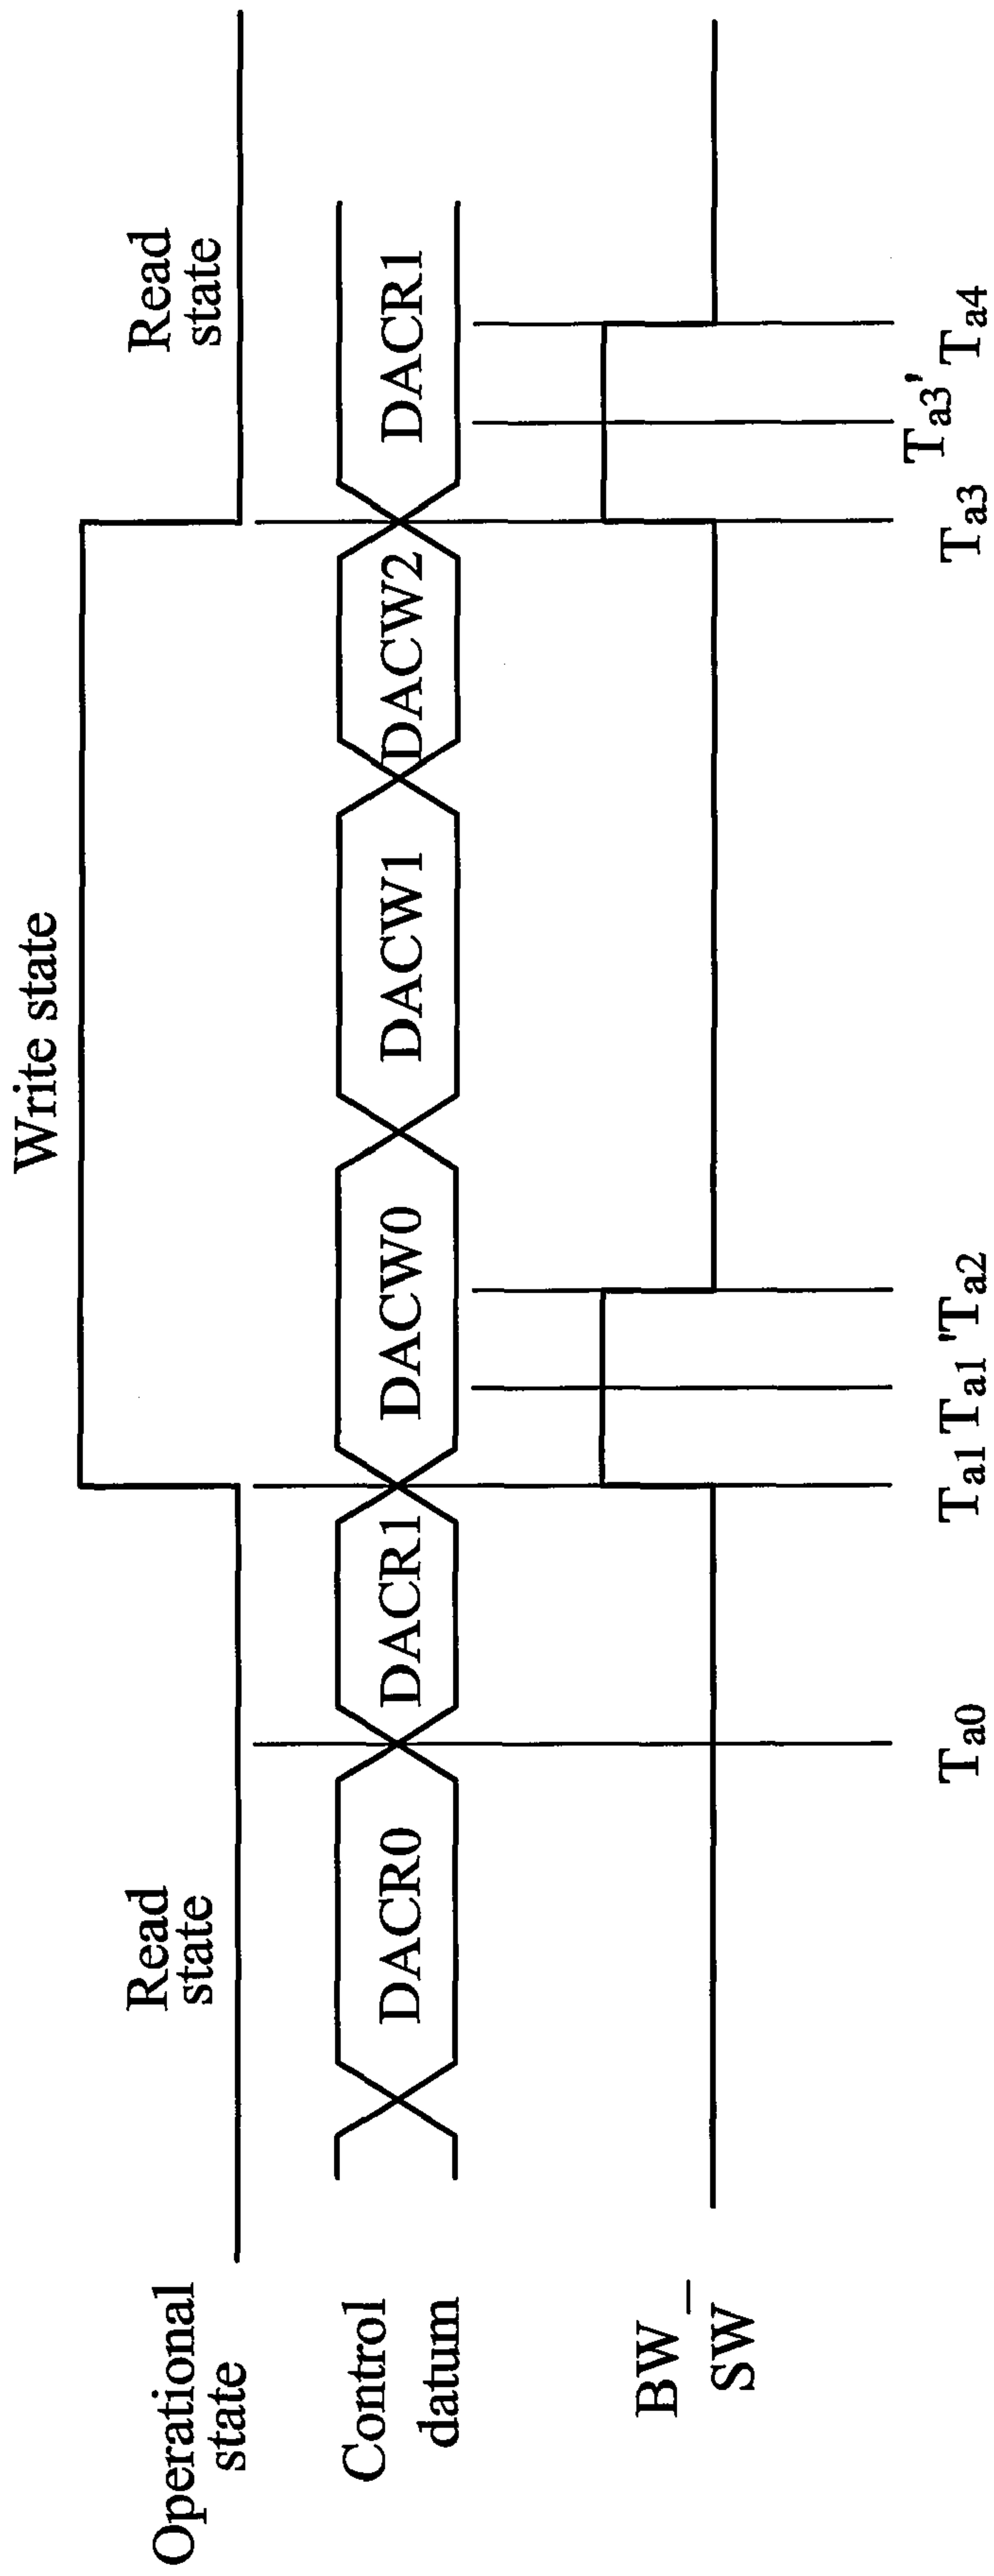 Write state
Read
state
Read
state
Operational
state
Control
datum
DACR0
DACR1
DACW0
DACW1
DACW2
DACR1
BW_
SW
Ta0
Ta1
Ta1'
Ta2
Ta3
Ta3'
Ta4